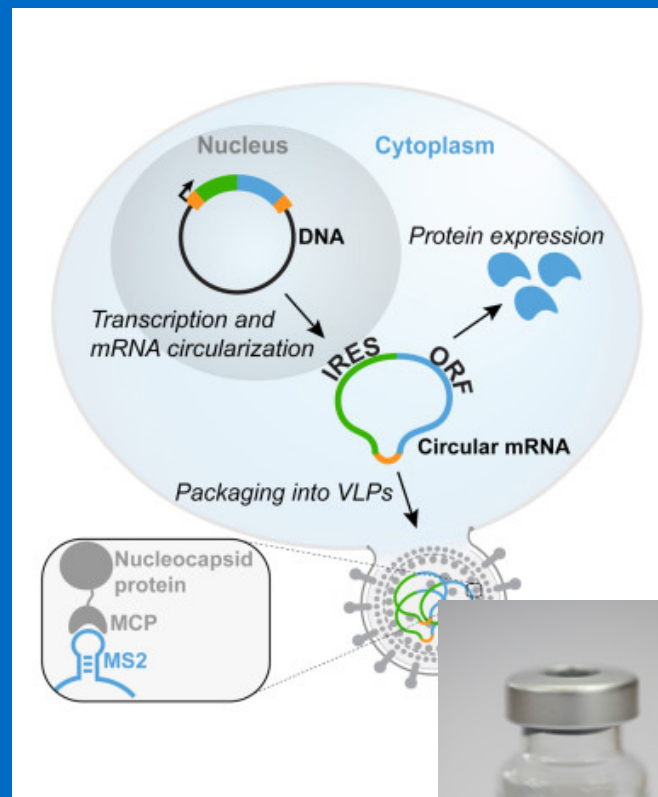 Nucleus
Cytoplasm
DNA
Protein expression
Transcription and
mRNA circularization
IRES
ORF
Circular mRNA
Packaging into VLPs
Nucleocapsid
protein
MCP
MS2